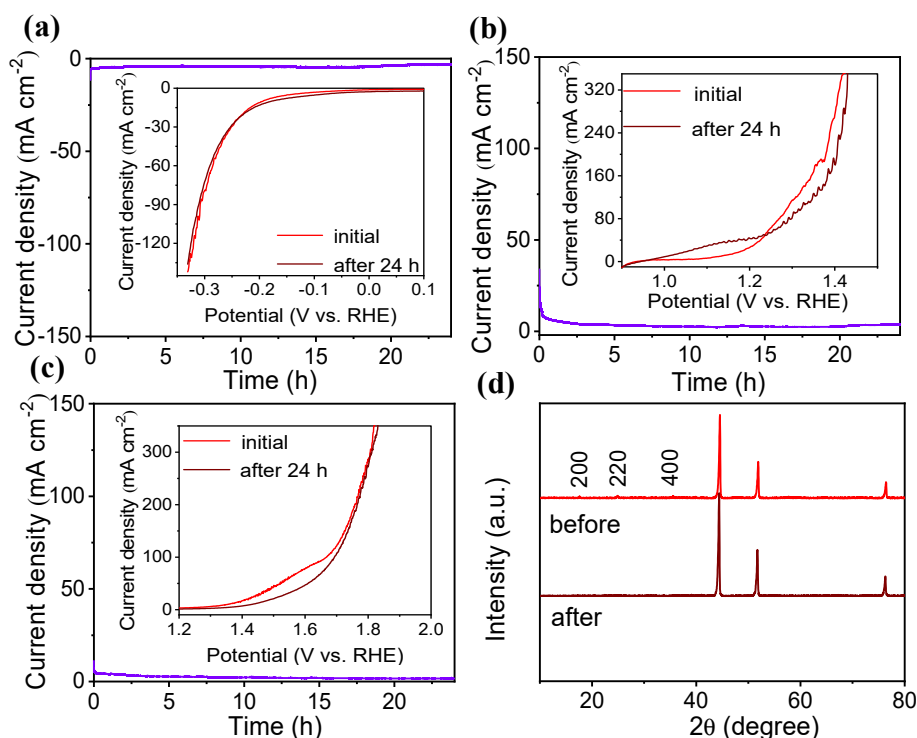 (a)
Current density (mA cm-2)
0
-50
-100
-150
0 5 10 15 20
Time (h)
Current density (mA cm-2)
0
-30
-60
-90
-120
-0.3 -0.2 -0.1 0.0 0.1
Potential (V vs. RHE)
initial
after 24 h
(b)
Current density (mA cm-2)
150
100
50
0
0 5 10 15 20
Time (h)
Current density (mA cm-2)
320
240
160
80
0
1.0 1.2 1.4
Potential (V vs. RHE)
initial
after 24 h
(c)
Current density (mA cm-2)
150
100
50
0
0 5 10 15 20
Time (h)
Current density (mA cm-2)
300
200
100
0
1.2 1.4 1.6 1.8 2.0
Potential (V vs. RHE)
initial
after 24 h
(d)
Intensity (a.u.)
200
220
400
before
after
20 40 60 80
2θ (degree)